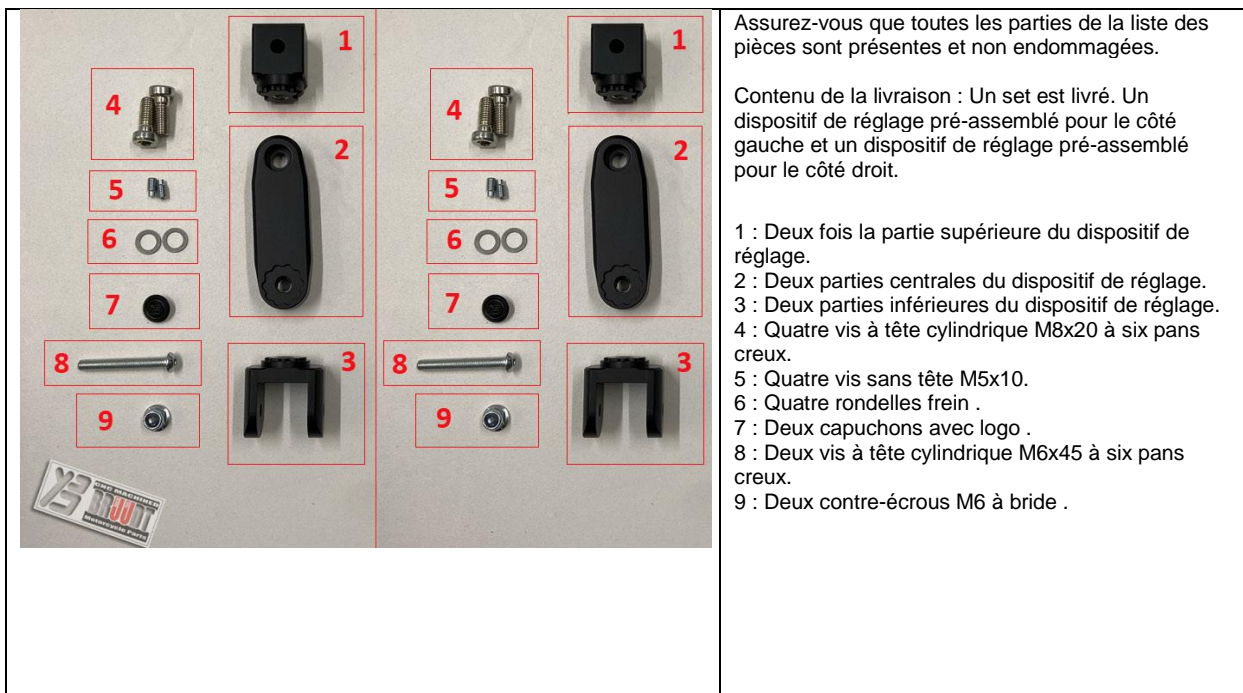 1
4
2
5
6
7
8
3
9
1
4
2
5
6
7
8
3
9
CNC MACHINED
Motorcycle Parts
Assurez-vous que toutes les parties de la liste des
pièces sont présentes et non endommagées.
Contenu de la livraison : Un set est livré. Un
dispositif de réglage pré-assemblé pour le côté
gauche et un dispositif de réglage pré-assemblé
pour le côté droit.
1 : Deux fois la partie supérieure du dispositif de
réglage.
2 : Deux parties centrales du dispositif de réglage.
3 : Deux parties inférieures du dispositif de réglage.
4 : Quatre vis à tête cylindrique M8x20 à six pans
creux.
5 : Quatre vis sans tête M5x10.
6 : Quatre rondelles frein .
7 : Deux capuchons avec logo .
8 : Deux vis à tête cylindrique M6x45 à six pans
creux.
9 : Deux contre-écrous M6 à bride .